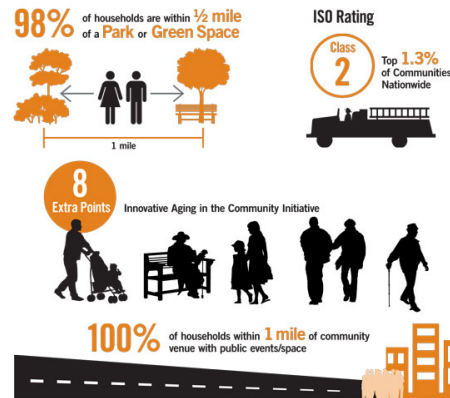 98% of households are within ½ mile
of a Park or Green Space
1 mile
ISO Rating
Class
2
Top 1.3%
of Communities
Nationwide
8
Extra Points
Innovative Aging in the Community Initiative
100% of households within 1 mile of community
venue with public events/space